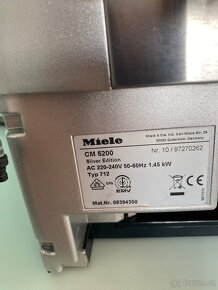 Miele
Miele & Cie. KG, Carl-Miele-Str. 29
33332 Gütersloh, Germany
CM 5200
Nr. 10 / 97270262
Silver Edition
AC 220-240V 50-60Hz 1.45 kW
Typ 712
EMV
Mat.Nr. 09394350